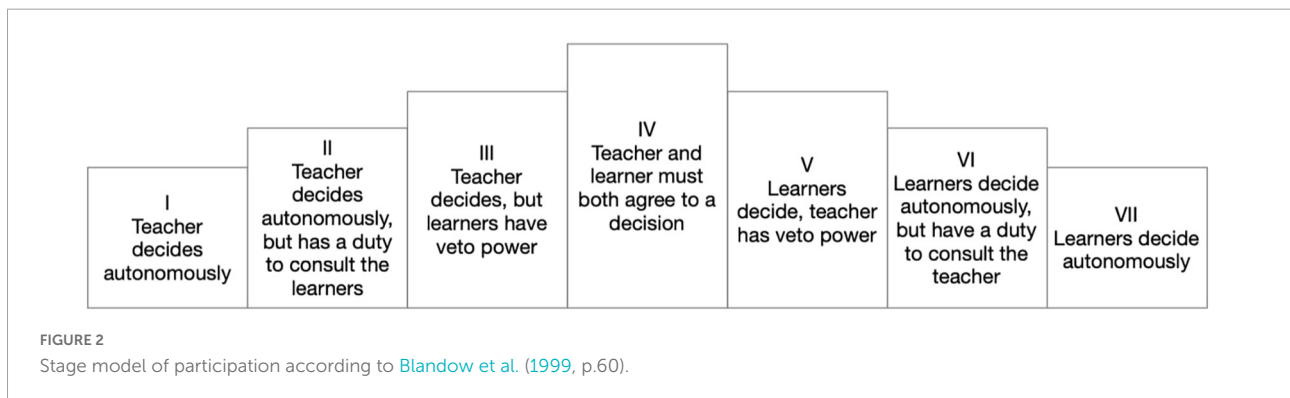 I
Teacher
decides
autonomously
II
Teacher
decides
autonomously,
but has a duty
to consult the
learners
III
Teacher
decides, but
learners have
veto power
IV
Teacher and
learner must
both agree to a
decision
V
Learners
decide, teacher
has veto power
VI
Learners decide
autonomously,
but have a duty
to consult the
teacher
VII
Learners decide
autonomously
FIGURE 2
Stage model of participation according to Blandow et al. (1999, p.60).